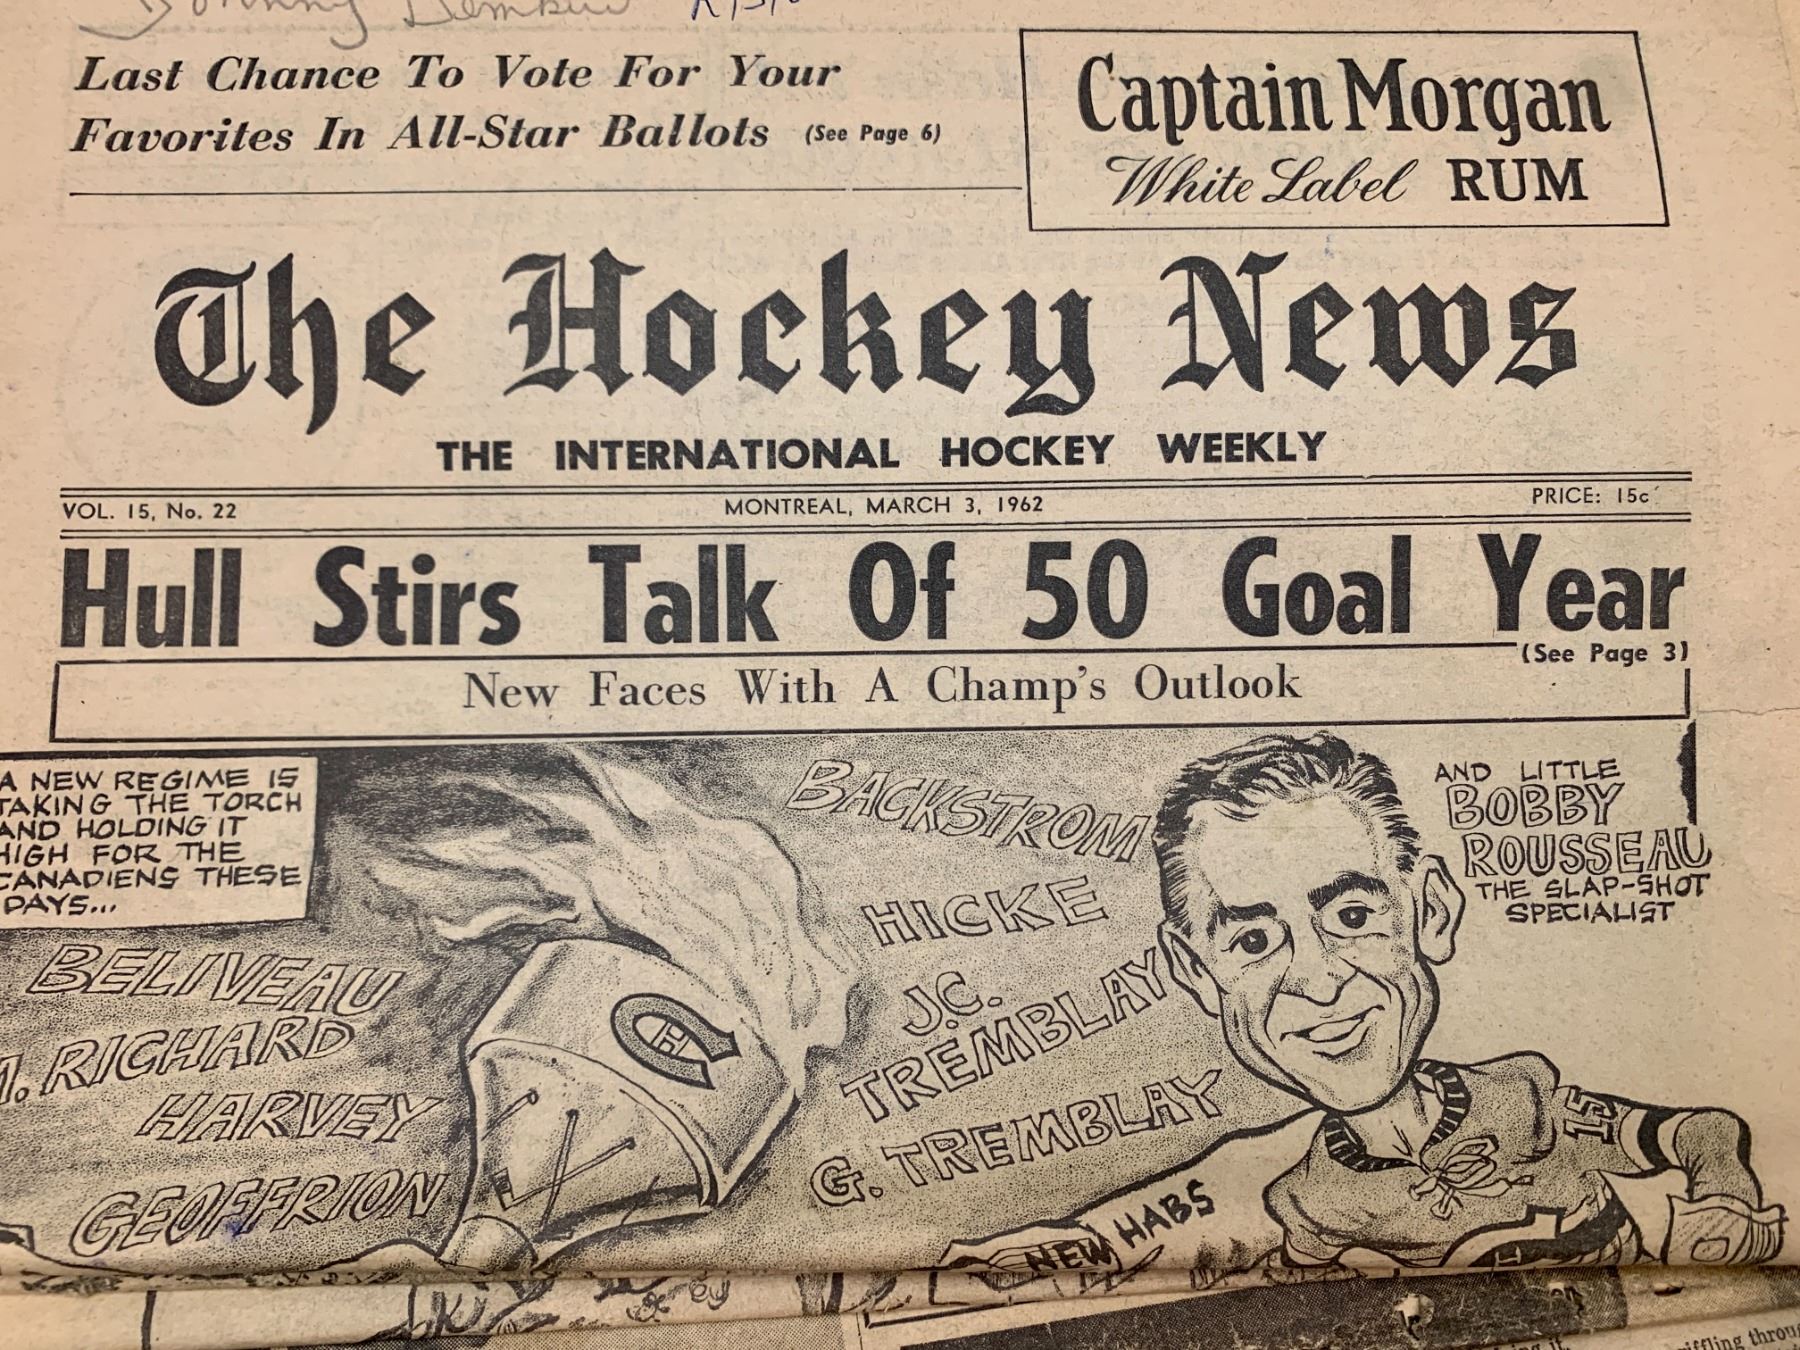 Johnny
Last Chance To Vote For Your
Favorites In All-Star Ballots (See Page 6)
Captain Morgan
White Label RUM
The Hockey News
THE INTERNATIONAL HOCKEY WEEKLY
VOL. 15, No. 22
MONTREAL, MARCH 3, 1962
PRICE: 15c
Hull Stirs Talk Of 50 Goal Year
(See Page 3)
New Faces With A Champ's Outlook
A NEW REGIME IS
TAKING THE TORCH
AND HOLDING IT
HIGH FOR THE
CANADIENS THESE
DAYS...
BELIVEAU
M. RICHARD
HARVEY
GEOFFRION
CH
BACKSTROM
HICKE
J.C.
TREMBLAY
G. TREMBLAY
AND LITTLE
BOBBY
ROUSSEAU
THE SLAP-SHOT
SPECIALIST
15
NEW HABS